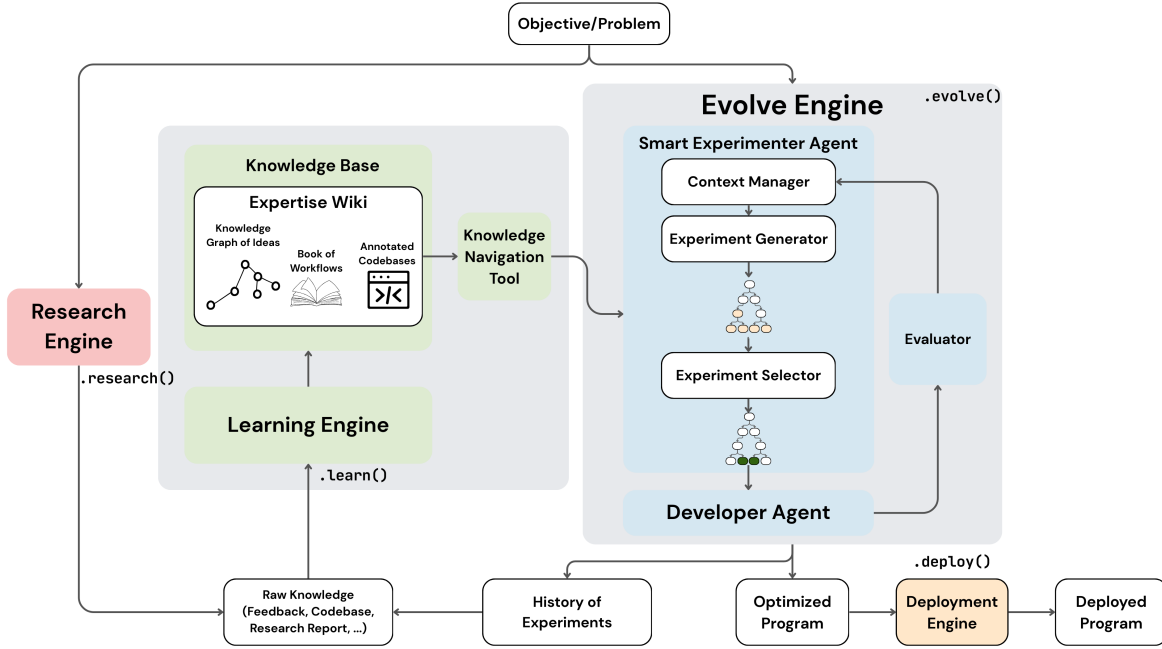 Objective/Problem
Evolve Engine
.evolve()
Smart Experimenter Agent
Context Manager
Experiment Generator
Experiment Selector
Developer Agent
Evaluator
Knowledge Base
Expertise Wiki
Knowledge
Graph of Ideas
Book of
Workflows
Annotated
Codebases
Knowledge
Navigation
Tool
Research
Engine
.research()
Learning Engine
.learn()
Raw Knowledge
(Feedback, Codebase,
Research Report, ...)
History of
Experiments
Optimized
Program
.deploy()
Deployment
Engine
Deployed
Program